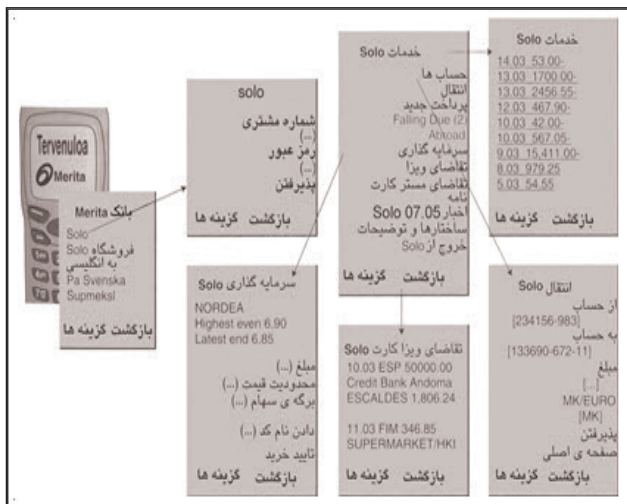 Tervenuloa
Merita
بانک Merita
Solo
فروشگاه Solo
به انگلیسی
Pa Svenska
Supmeksl
بازگشت گزینه ها
solo
شماره مشتری
(...)
رمز عبور
(...)
پذیرفتن
بازگشت گزینه ها
خدمات Solo
حساب ها
انتقال
پرداخت جدید
Falling Due (2)
Abroad
سرمایه گذاری
تقاضای ویزا
تقاضای مستر کارت
نامه
اخبار Solo 07.05
ساختارها و توضیحات
خروج از Solo
بازگشت گزینه ها
خدمات Solo
14.03 53.00-
13.03 1700.00-
13.03 2456.55-
12.03 467.90-
10.03 42.00-
10.03 567.05-
9.03 15,411.00-
8.03 979.25
5.03 54.55
بازگشت گزینه ها
سرمایه گذاری Solo
NORDEA
Highest even 6.90
Latest end 6.85
مبلغ (...)
محدودیت قیمت (...)
برگه ی سهام (...)
دادن نام کد (...)
تایید خرید
بازگشت گزینه ها
تقاضای ویزا کارت Solo
10.03 ESP 50000.00
Credit Bank Andoma
ESCALDES 1,806.24
11.03 FIM 346.85
SUPERMARKET/HKI
بازگشت گزینه ها
انتقال Solo
از حساب
[234156-983]
به حساب
[133690-672-11]
مبلغ
[...]
MK/EURO
[MK]
پذیرفتن
صفحه ی اصلی
بازگشت گزینه ها